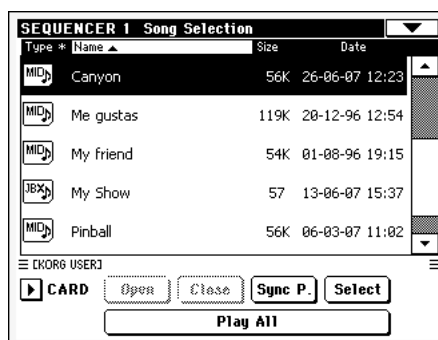 SEQUENCER 1 Song Selection
Type * Name ▲ Size Date
MID Canyon 56K 26-06-07 12:23
MID Me gustas 119K 20-12-96 12:54
MID My friend 54K 01-08-96 19:15
JBX My Show 57 13-06-07 15:37
MID Pinball 56K 06-03-07 11:02
[KORG USER]
CARD Open Close Sync P. Select
Play All